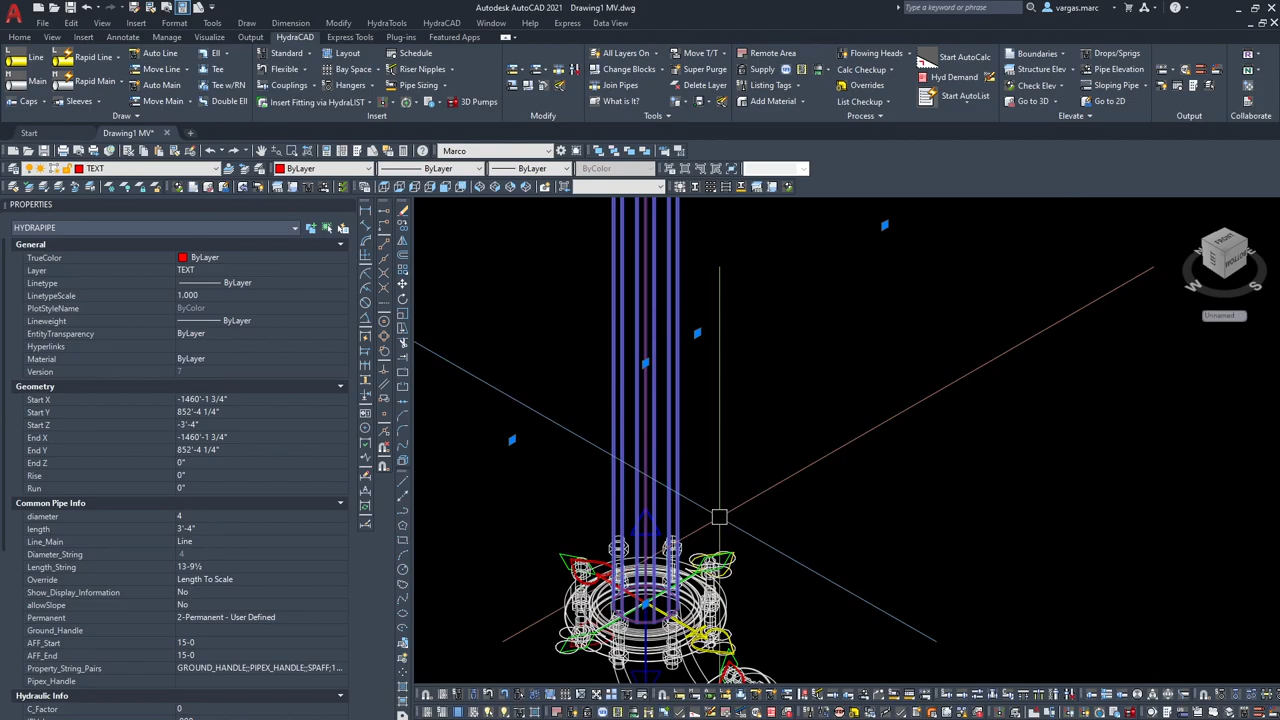 Autodesk AutoCAD 2021 Drawing1 MV.dwg
Type a keyword or phrase
vargas.marc
File Edit View Insert Format Tools Draw Dimension Modify HydraTools HydraCAD Window Help Express Data View
Home View Insert Annotate Manage Visualize Output HydraCAD Express Tools Plug-ins Featured Apps
Line Rapid Line Auto Line Ell Standard Layout Schedule All Layers On Move T/T Remote Area Flowing Heads Start AutoCalc Boundaries Drops/Sprigs
Move Line Tee Flexible Bay Space Riser Nipples Change Blocks Super Purge Supply Calc Checkup Hyd Demand Structure Elev Pipe Elevation
Main Rapid Main Auto Main Tee w/RN Couplings Hangers Pipe Sizing Join Pipes Delete Layer Listing Tags Overrides Start AutoList Check Elev Sloping Pipe
Caps Sleeves Move Main Double Ell Insert Fitting via HydraLIST 3D Pumps What is It? Add Material List Checkup Go to 3D Go to 2D
Draw Insert Modify Tools Process Elevate Output Collaborate
Start Drawing1 MV*
Marco
TEXT ByLayer ByLayer ByLayer ByColor
PROPERTIES
HYDRAPIPE
General
TrueColor ByLayer
Layer TEXT
Linetype ByLayer
LinetypeScale 1.000
PlotStyleName ByColor
Lineweight ByLayer
EntityTransparency ByLayer
Hyperlinks
Material ByLayer
Version 7
Geometry
Start X -1460'-1 3/4"
Start Y 852'-4 1/4"
Start Z -3'-4"
End X -1460'-1 3/4"
End Y 852'-4 1/4"
End Z 0"
Rise 0"
Run 0"
Common Pipe Info
diameter 4
length 3'-4"
Line_Main Line
Diameter_String 4
Length_String 13-9½
Override Length To Scale
Show_Display_Information No
allowSlope No
Permanent 2-Permanent - User Defined
Ground_Handle
AFF_Start 15-0
AFF_End 15-0
Property_String_Pairs GROUND_HANDLE;;PIPEX_HANDLE;;SPAFF;1...
Pipex_Handle
Hydraulic Info
C_Factor 0
FRONT
LEFT
BOTTOM
W S
Unnamed